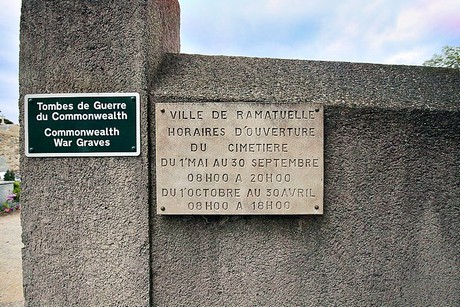 Tombes de Guerre
du Commonwealth
Commonwealth
War Graves
VILLE DE RAMATUELLE
HORAIRES D'OUVERTURE
DU CIMETIERE
DU 1° MAI AU 30 SEPTEMBRE
08H00 A 20H00
DU 1°OCTOBRE AU 30 AVRIL
08H00 A 18H00